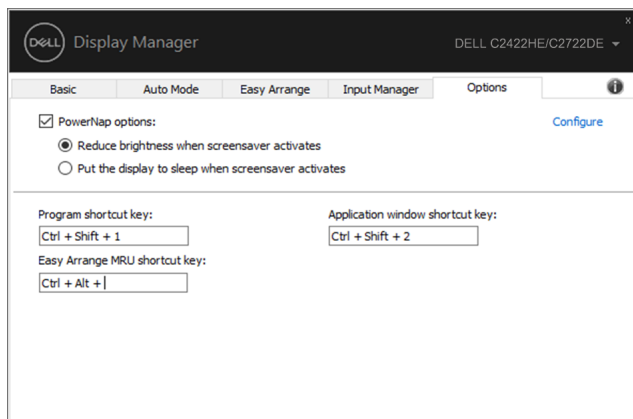 x
DELL Display Manager
DELL C2422HE/C2722DE
Basic Auto Mode Easy Arrange Input Manager Options i
PowerNap options: Configure
Reduce brightness when screensaver activates
Put the display to sleep when screensaver activates
Program shortcut key: Application window shortcut key:
Ctrl + Shift + 1 Ctrl + Shift + 2
Easy Arrange MRU shortcut key:
Ctrl + Alt +